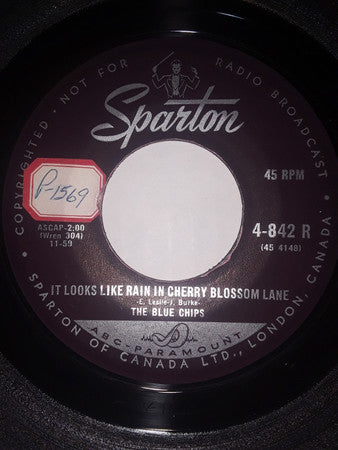 COPYRIGHTED · NOT FOR RADIO BROADCAST
Sparton
P-1569
45 RPM
ASCAP-2:00
(Wren 304)
11-59
4-842 R
(45 4148)
IT LOOKS LIKE RAIN IN CHERRY BLOSSOM LANE
-E. Leslie-J. Burke-
THE BLUE CHIPS
ABC-PARAMOUNT
SPARTON OF CANADA LTD., LONDON, CANADA.